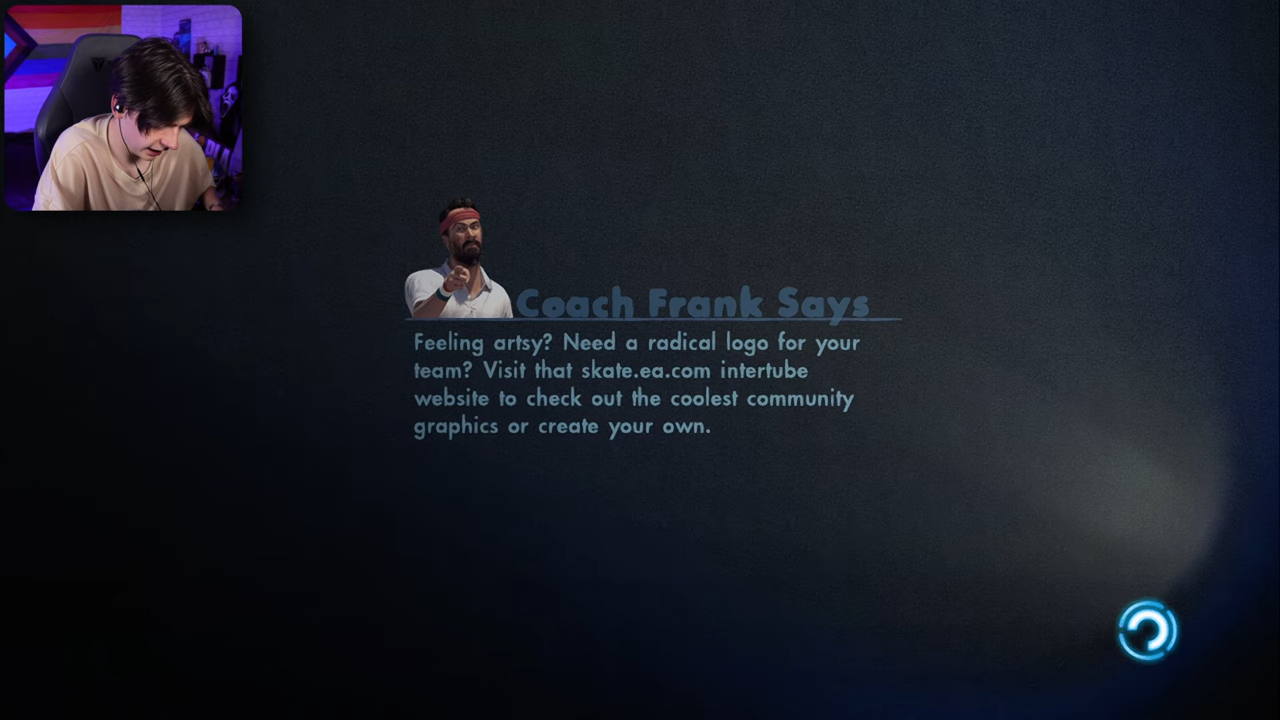 Coach Frank Says
Feeling artsy? Need a radical logo for your
team? Visit that skate.ea.com intertube
website to check out the coolest community
graphics or create your own.